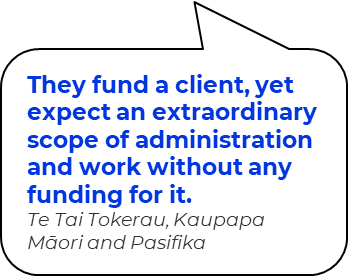 They fund a client, yet
expect an extraordinary
scope of administration
and work without any
funding for it.
Te Tai Tokerau, Kaupapa
Māori and Pasifika